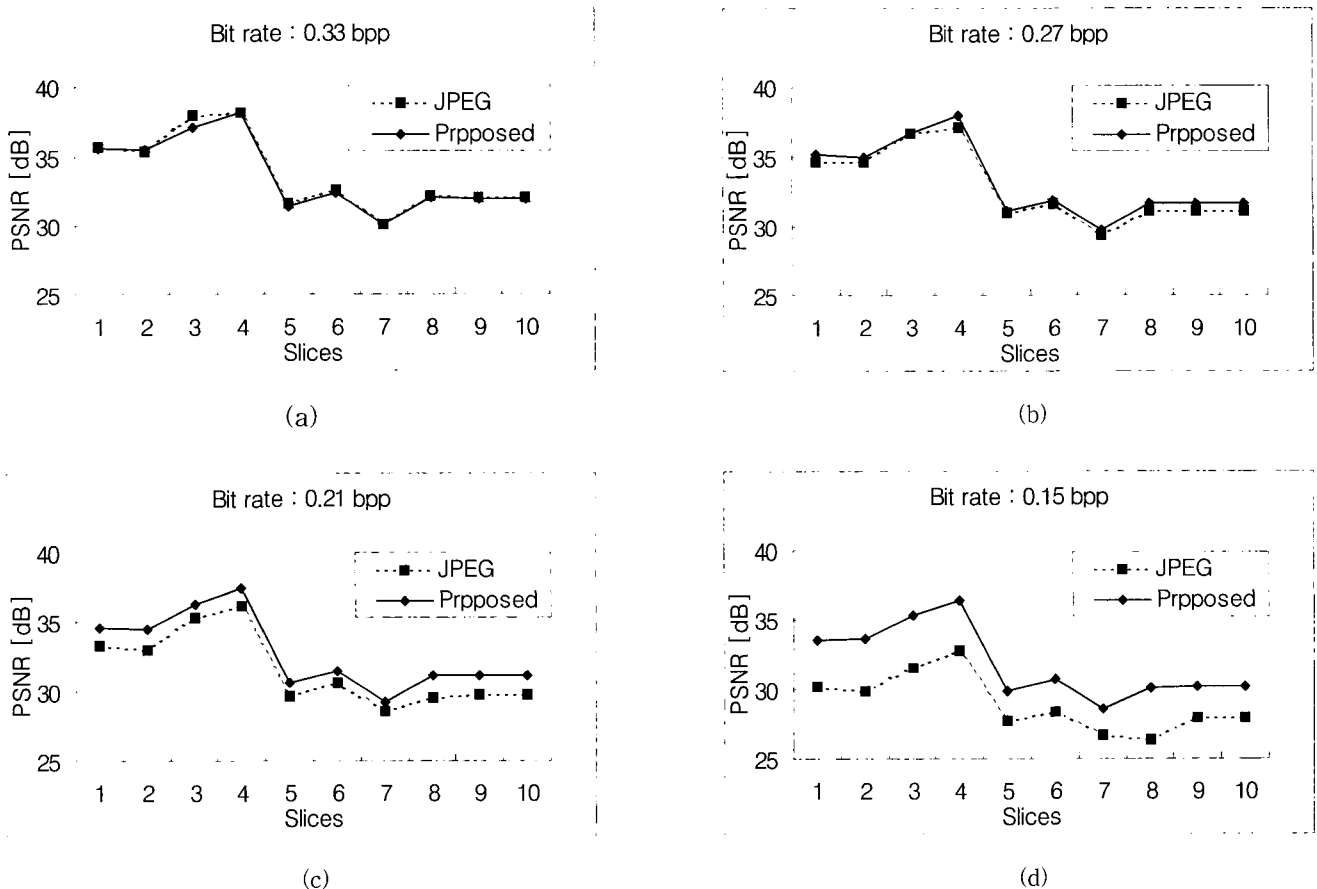 Bit rate : 0.33 bpp
PSNR [dB]
40
35
30
25
JPEG
Prpposed
1 2 3 4 5 6 7 8 9 10
Slices
(a)
Bit rate : 0.27 bpp
PSNR [dB]
40
35
30
25
JPEG
Prpposed
1 2 3 4 5 6 7 8 9 10
Slices
(b)
Bit rate : 0.21 bpp
PSNR [dB]
40
35
30
25
JPEG
Prpposed
1 2 3 4 5 6 7 8 9 10
Slices
(c)
Bit rate : 0.15 bpp
PSNR [dB]
40
35
30
25
JPEG
Prpposed
1 2 3 4 5 6 7 8 9 10
Slices
(d)